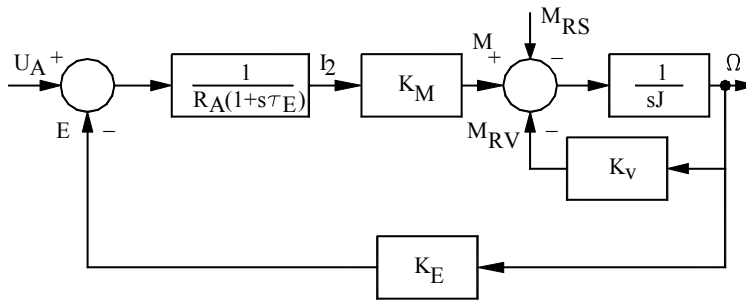 M_RS
U_A + 1 I_2 M − 1 Ω
R_A(1+sτ_E) K_M + sJ
E − M_RV −
K_v
K_E